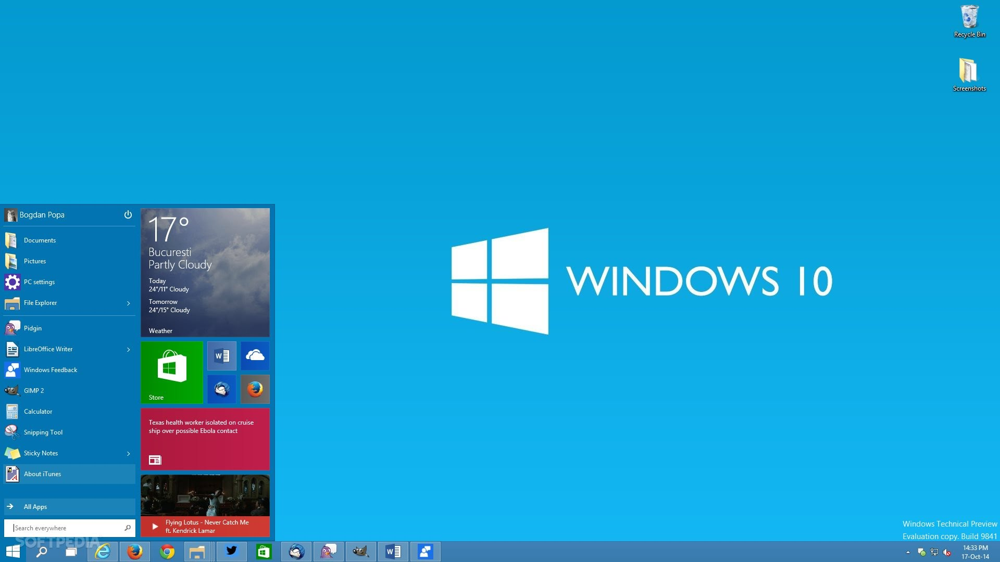 Recycle Bin
Screenshots
Bogdan Popa
Documents
Pictures
PC settings
File Explorer
Pidgin
LibreOffice Writer
Windows Feedback
GIMP 2
Calculator
Snipping Tool
Sticky Notes
About iTunes
All Apps
Search everywhere
17°
Bucuresti
Partly Cloudy
Today
24°/11° Cloudy
Tomorrow
24°/15° Cloudy
Weather
W
Store
Texas health worker isolated on cruise
ship over possible Ebola contact
Flying Lotus - Never Catch Me
ft. Kendrick Lamar
WINDOWS 10
Windows Technical Preview
Evaluation copy. Build 9841
SOFTPEDIA
W
14:33 PM
17-Oct-14